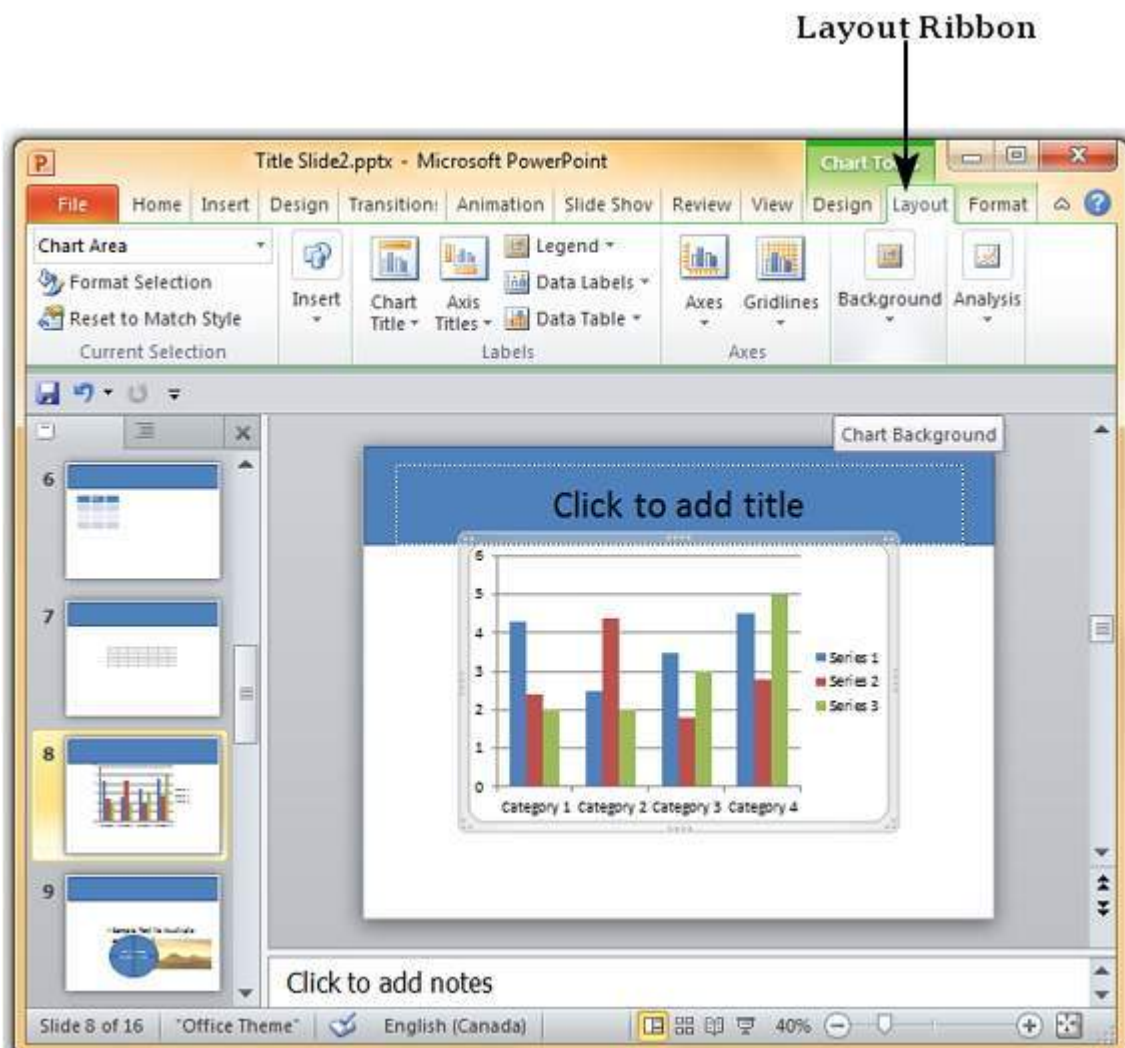 Layout Ribbon
Title Slide2.pptx - Microsoft PowerPoint
Chart To
File Home Insert Design Transition: Animation Slide Shov Review View Design Layout Format
Chart Area
Format Selection
Reset to Match Style
Current Selection
Insert
Chart Title
Axis Titles
Legend
Data Labels
Data Table
Labels
Axes
Gridlines
Axes
Background
Analysis
Chart Background
6
7
8
9
Click to add title
6
5
4
3
2
1
0
Category 1 Category 2 Category 3 Category 4
Series 1
Series 2
Series 3
Click to add notes
Slide 8 of 16 "Office Theme" English (Canada) 40%